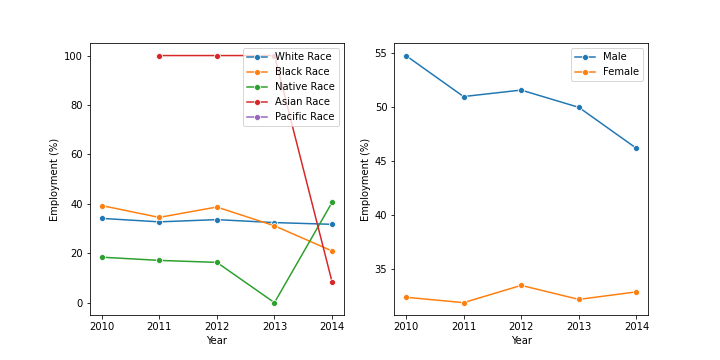 100
80
60
40
20
0
Employment (%)
2010 2011 2012 2013 2014
Year
White Race
Black Race
Native Race
Asian Race
Pacific Race
55
50
45
40
35
Employment (%)
2010 2011 2012 2013 2014
Year
Male
Female